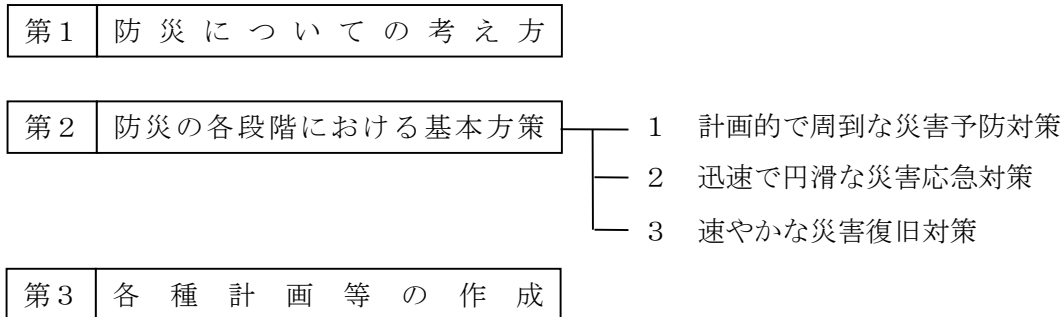 第１ 防災についての考え方
第２ 防災の各段階における基本方策
１ 計画的で周到な災害予防対策
２ 迅速で円滑な災害応急対策
３ 速やかな災害復旧対策
第３ 各種計画等の作成